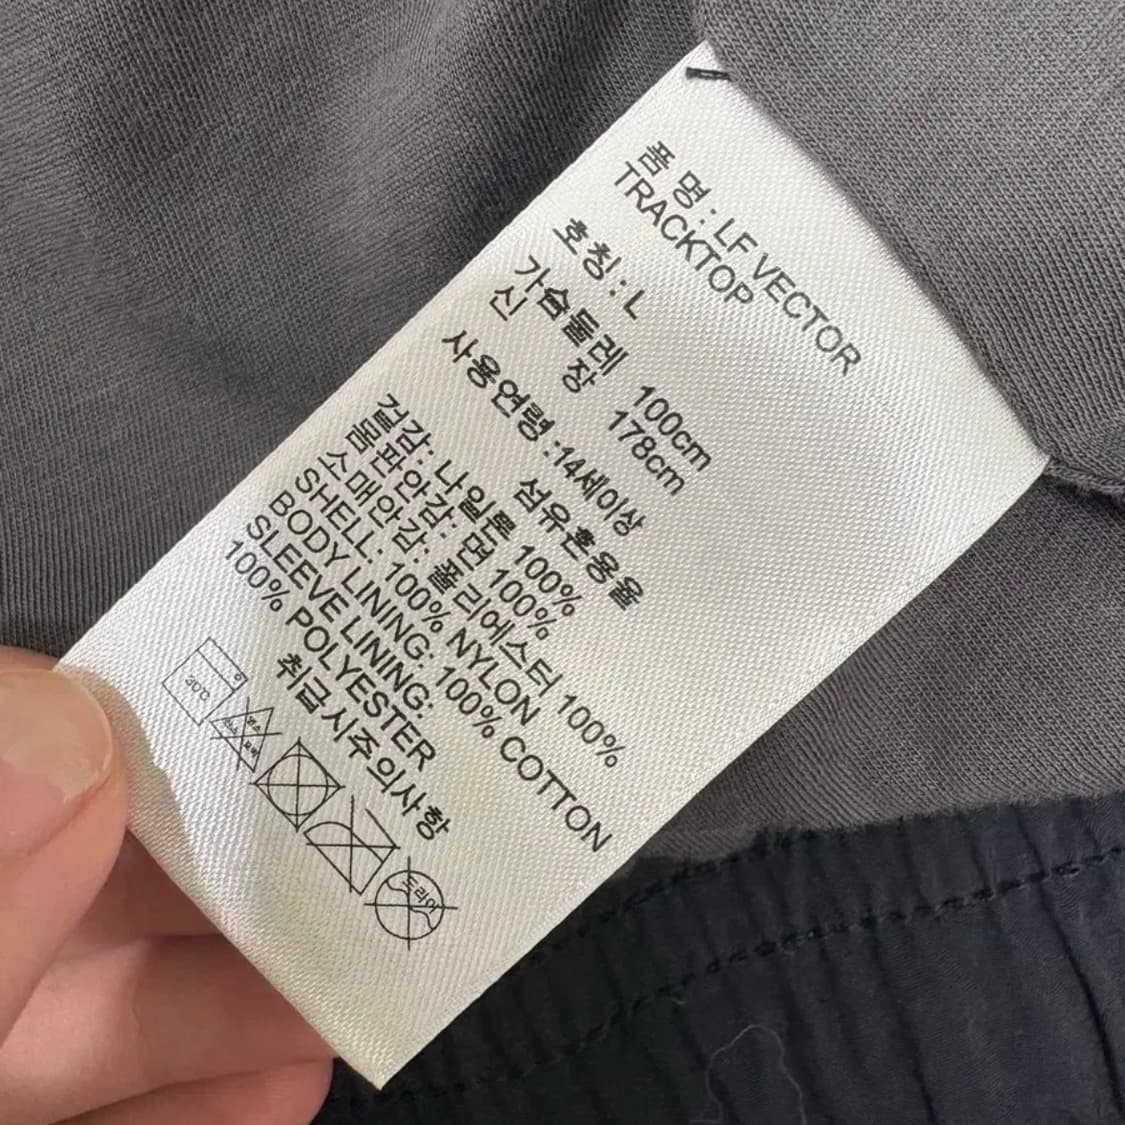 품 명 : LF VECTOR
TRACKTOP
호칭 : L
가슴둘레 100cm
신 장 178cm
사용연령 :14세이상
섬유혼용율
겉감: 나일론 100%
몸판안감: 면 100%
소매안감: 폴리에스터 100%
SHELL: 100% NYLON
BODY LINING: 100% COTTON
SLEEVE LINING:
100% POLYESTER
취급시주의사항
30℃
드라이